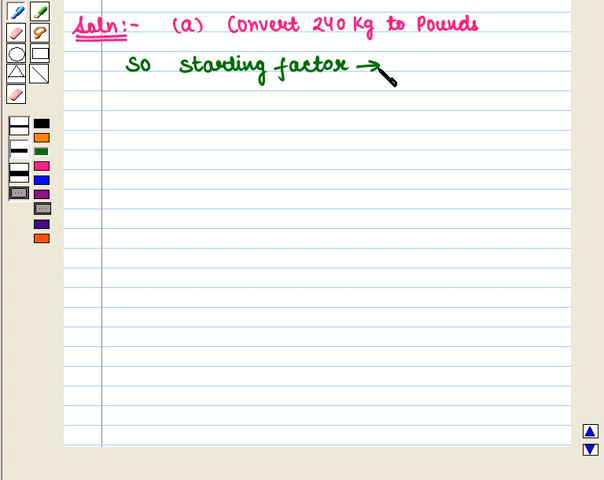 Soln:- (a) Convert 240 Kg to Pounds
So starting factor →